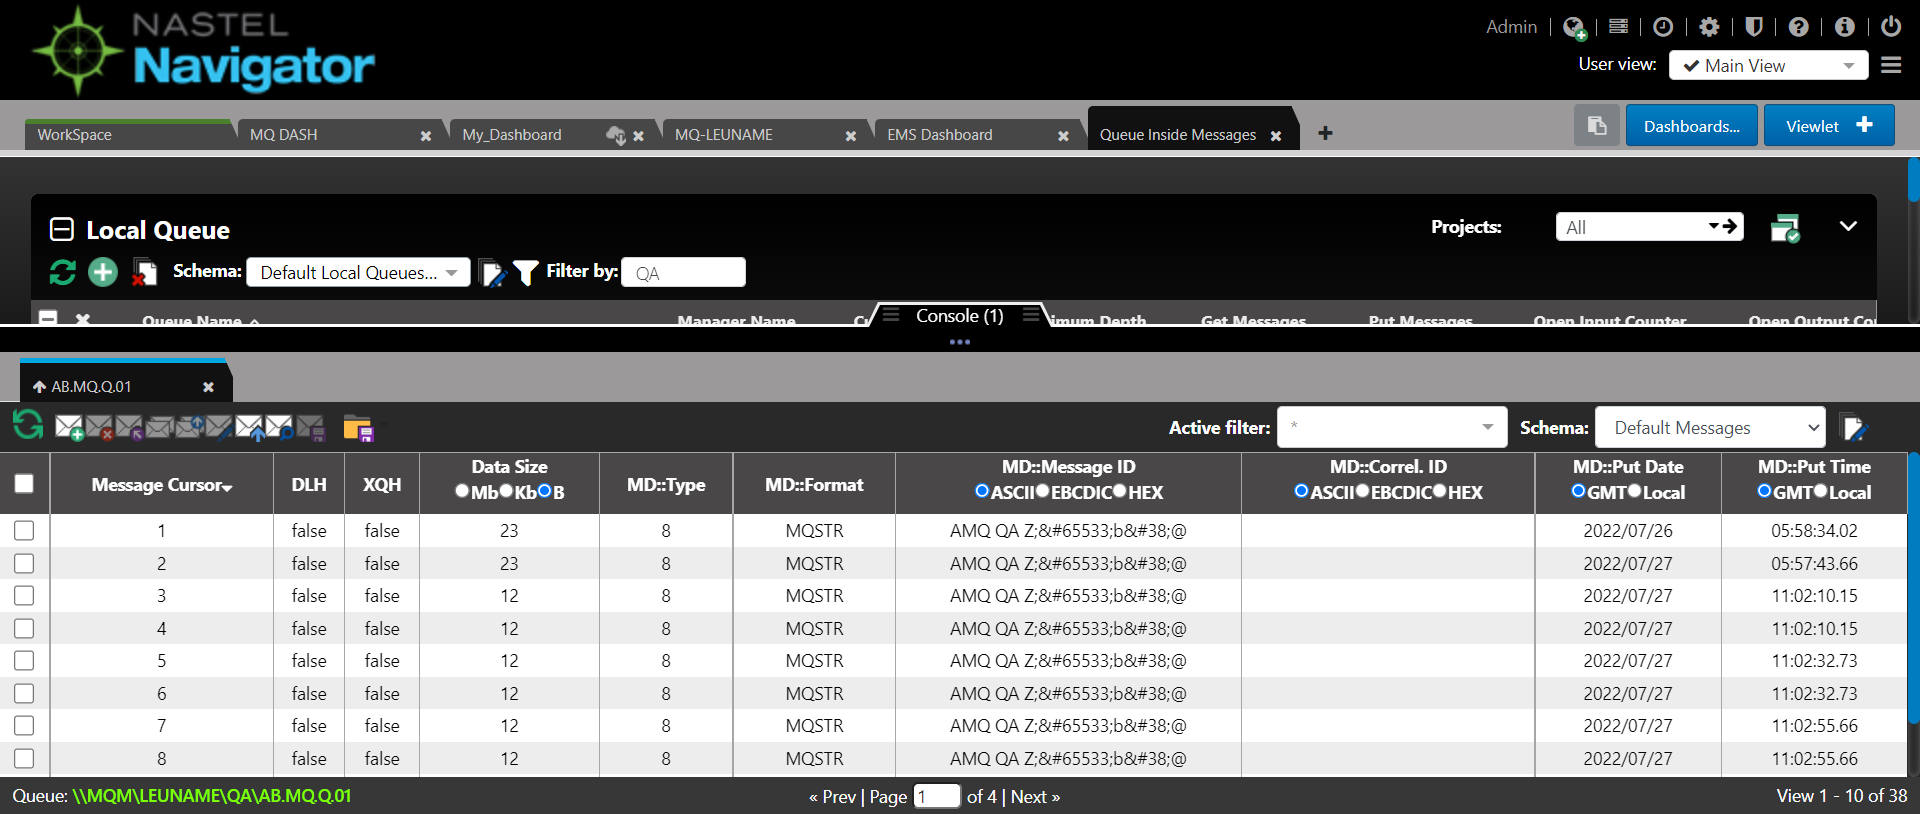 NASTEL
Navigator
Admin
User view: Main View
WorkSpace MQ DASH My_Dashboard MQ-LEUNAME EMS Dashboard Queue Inside Messages
Dashboards... Viewlet
Local Queue
Projects: All
Schema: Default Local Queues... Filter by: QA
Queue Name Manager Name imum Depth Get Messages Put Messages Open Input Counter Open Output Co
Console (1)
AB.MQ.Q.01
Active filter: * Schema: Default Messages
Message Cursor DLH XQH Data Size MD::Type MD::Format MD::Message ID MD::Correl. ID MD::Put Date MD::Put Time
Mb Kb B ASCII EBCDIC HEX ASCII EBCDIC HEX GMT Local GMT Local
1 false false 23 8 MQSTR AMQ QA Z;&#65533;b&#38;@ 2022/07/26 05:58:34.02
2 false false 23 8 MQSTR AMQ QA Z;&#65533;b&#38;@ 2022/07/27 05:57:43.66
3 false false 12 8 MQSTR AMQ QA Z;&#65533;b&#38;@ 2022/07/27 11:02:10.15
4 false false 12 8 MQSTR AMQ QA Z;&#65533;b&#38;@ 2022/07/27 11:02:10.15
5 false false 12 8 MQSTR AMQ QA Z;&#65533;b&#38;@ 2022/07/27 11:02:32.73
6 false false 12 8 MQSTR AMQ QA Z;&#65533;b&#38;@ 2022/07/27 11:02:32.73
7 false false 12 8 MQSTR AMQ QA Z;&#65533;b&#38;@ 2022/07/27 11:02:55.66
8 false false 12 8 MQSTR AMQ QA Z;&#65533;b&#38;@ 2022/07/27 11:02:55.66
Queue: \\MQM\LEUNAME\QA\AB.MQ.Q.01
« Prev | Page 1 of 4 | Next »
View 1 - 10 of 38